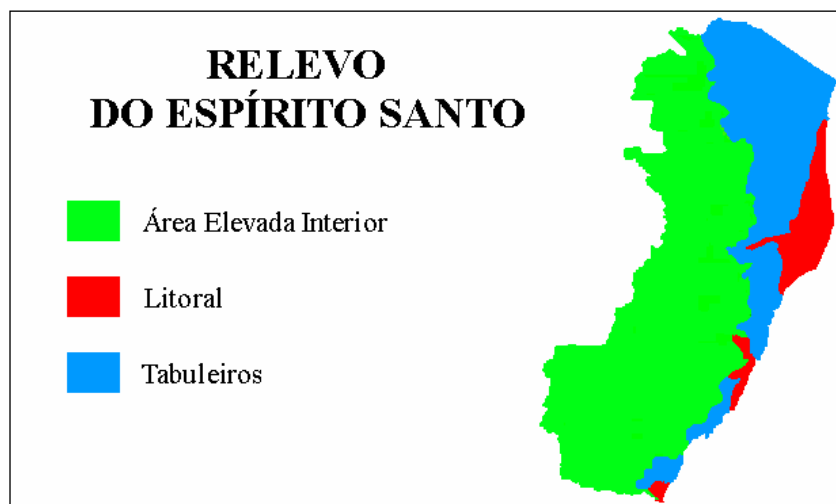 RELEVO
DO ESPÍRITO SANTO
Área Elevada Interior
Litoral
Tabuleiros